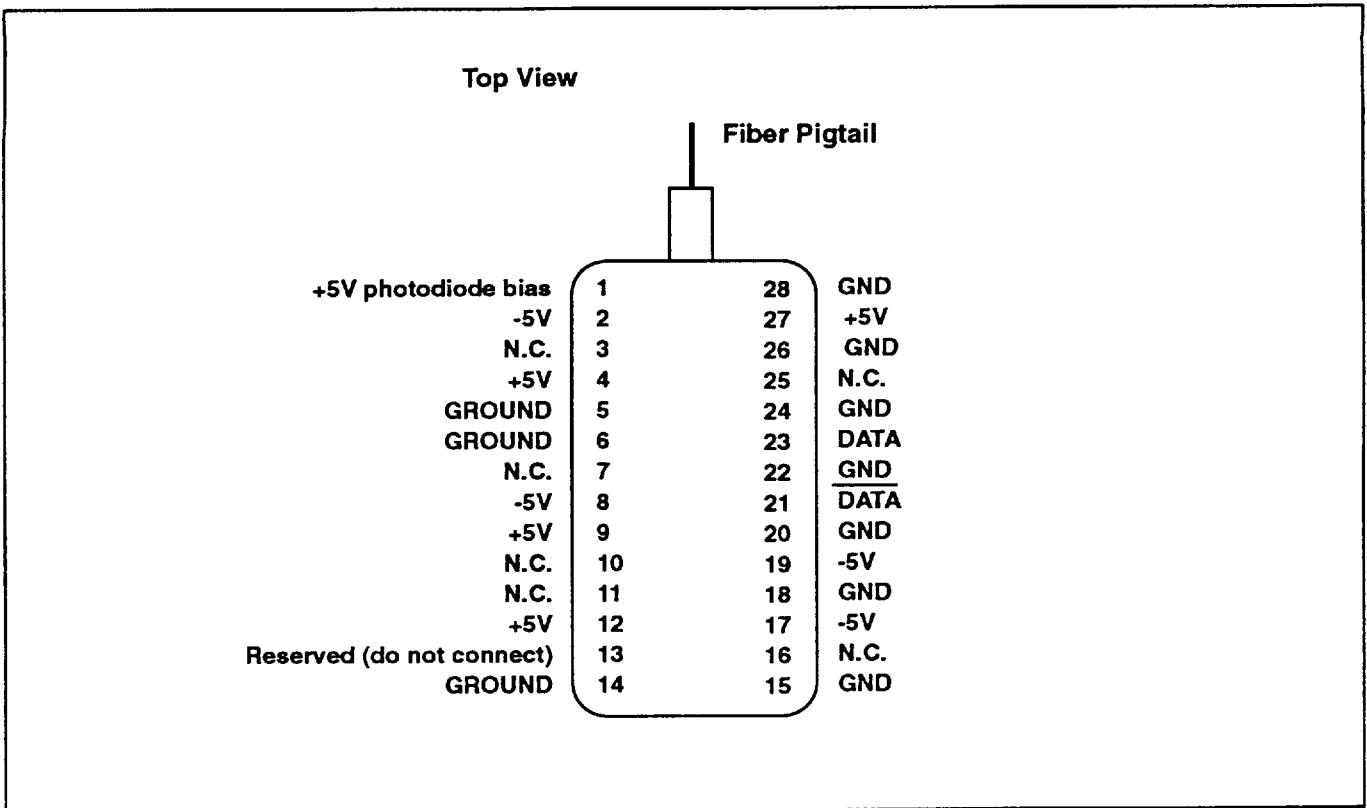 Top View
Fiber Pigtail
+5V photodiode bias 1 28 GND
-5V 2 27 +5V
N.C. 3 26 GND
+5V 4 25 N.C.
GROUND 5 24 GND
GROUND 6 23 DATA
N.C. 7 22 GND
-5V 8 21 D̅A̅T̅A̅
+5V 9 20 GND
N.C. 10 19 -5V
N.C. 11 18 GND
+5V 12 17 -5V
Reserved (do not connect) 13 16 N.C.
GROUND 14 15 GND